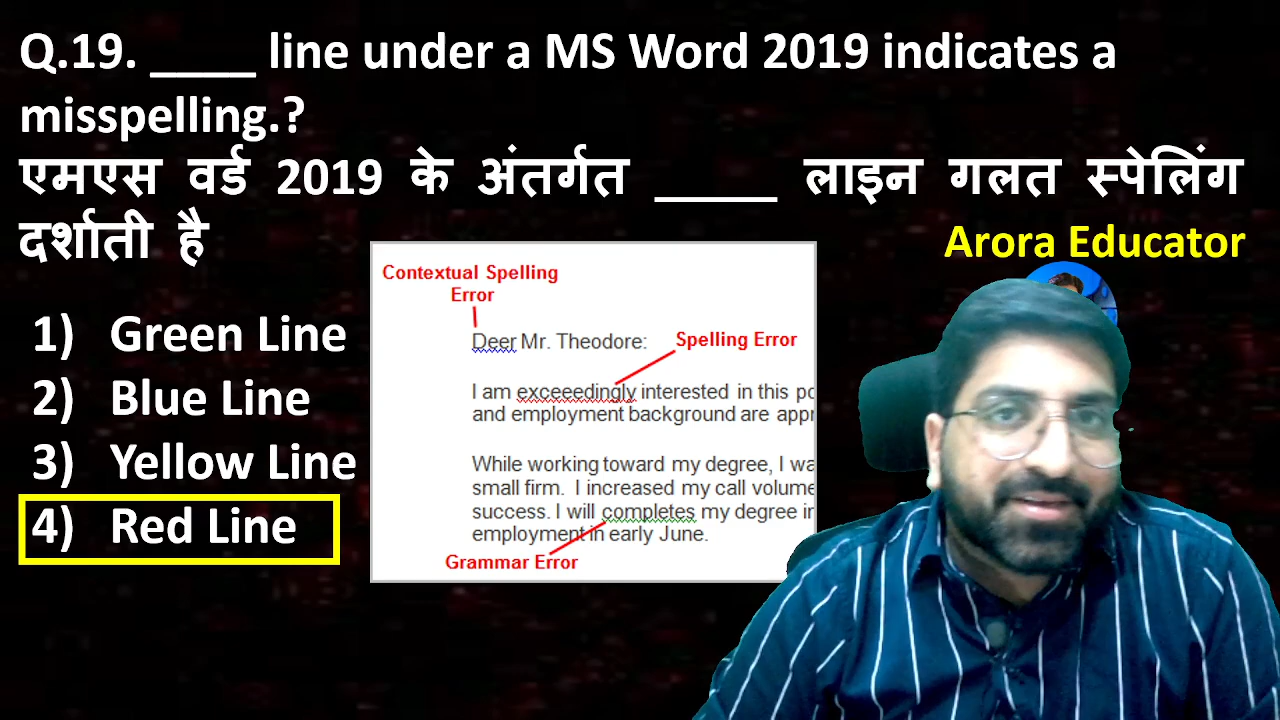 Q.19. ____ line under a MS Word 2019 indicates a
misspelling.?
एमएस वर्ड 2019 के अंतर्गत _____ लाइन गलत स्पेलिंग
दर्शाती है
Arora Educator
1) Green Line
2) Blue Line
3) Yellow Line
4) Red Line
Contextual Spelling
Error
Deer Mr. Theodore:
Spelling Error
I am exceeedingly interested in this po
and employment background are appr
While working toward my degree, I wa
small firm. I increased my call volume
success. I will completes my degree in
employment in early June.
Grammar Error